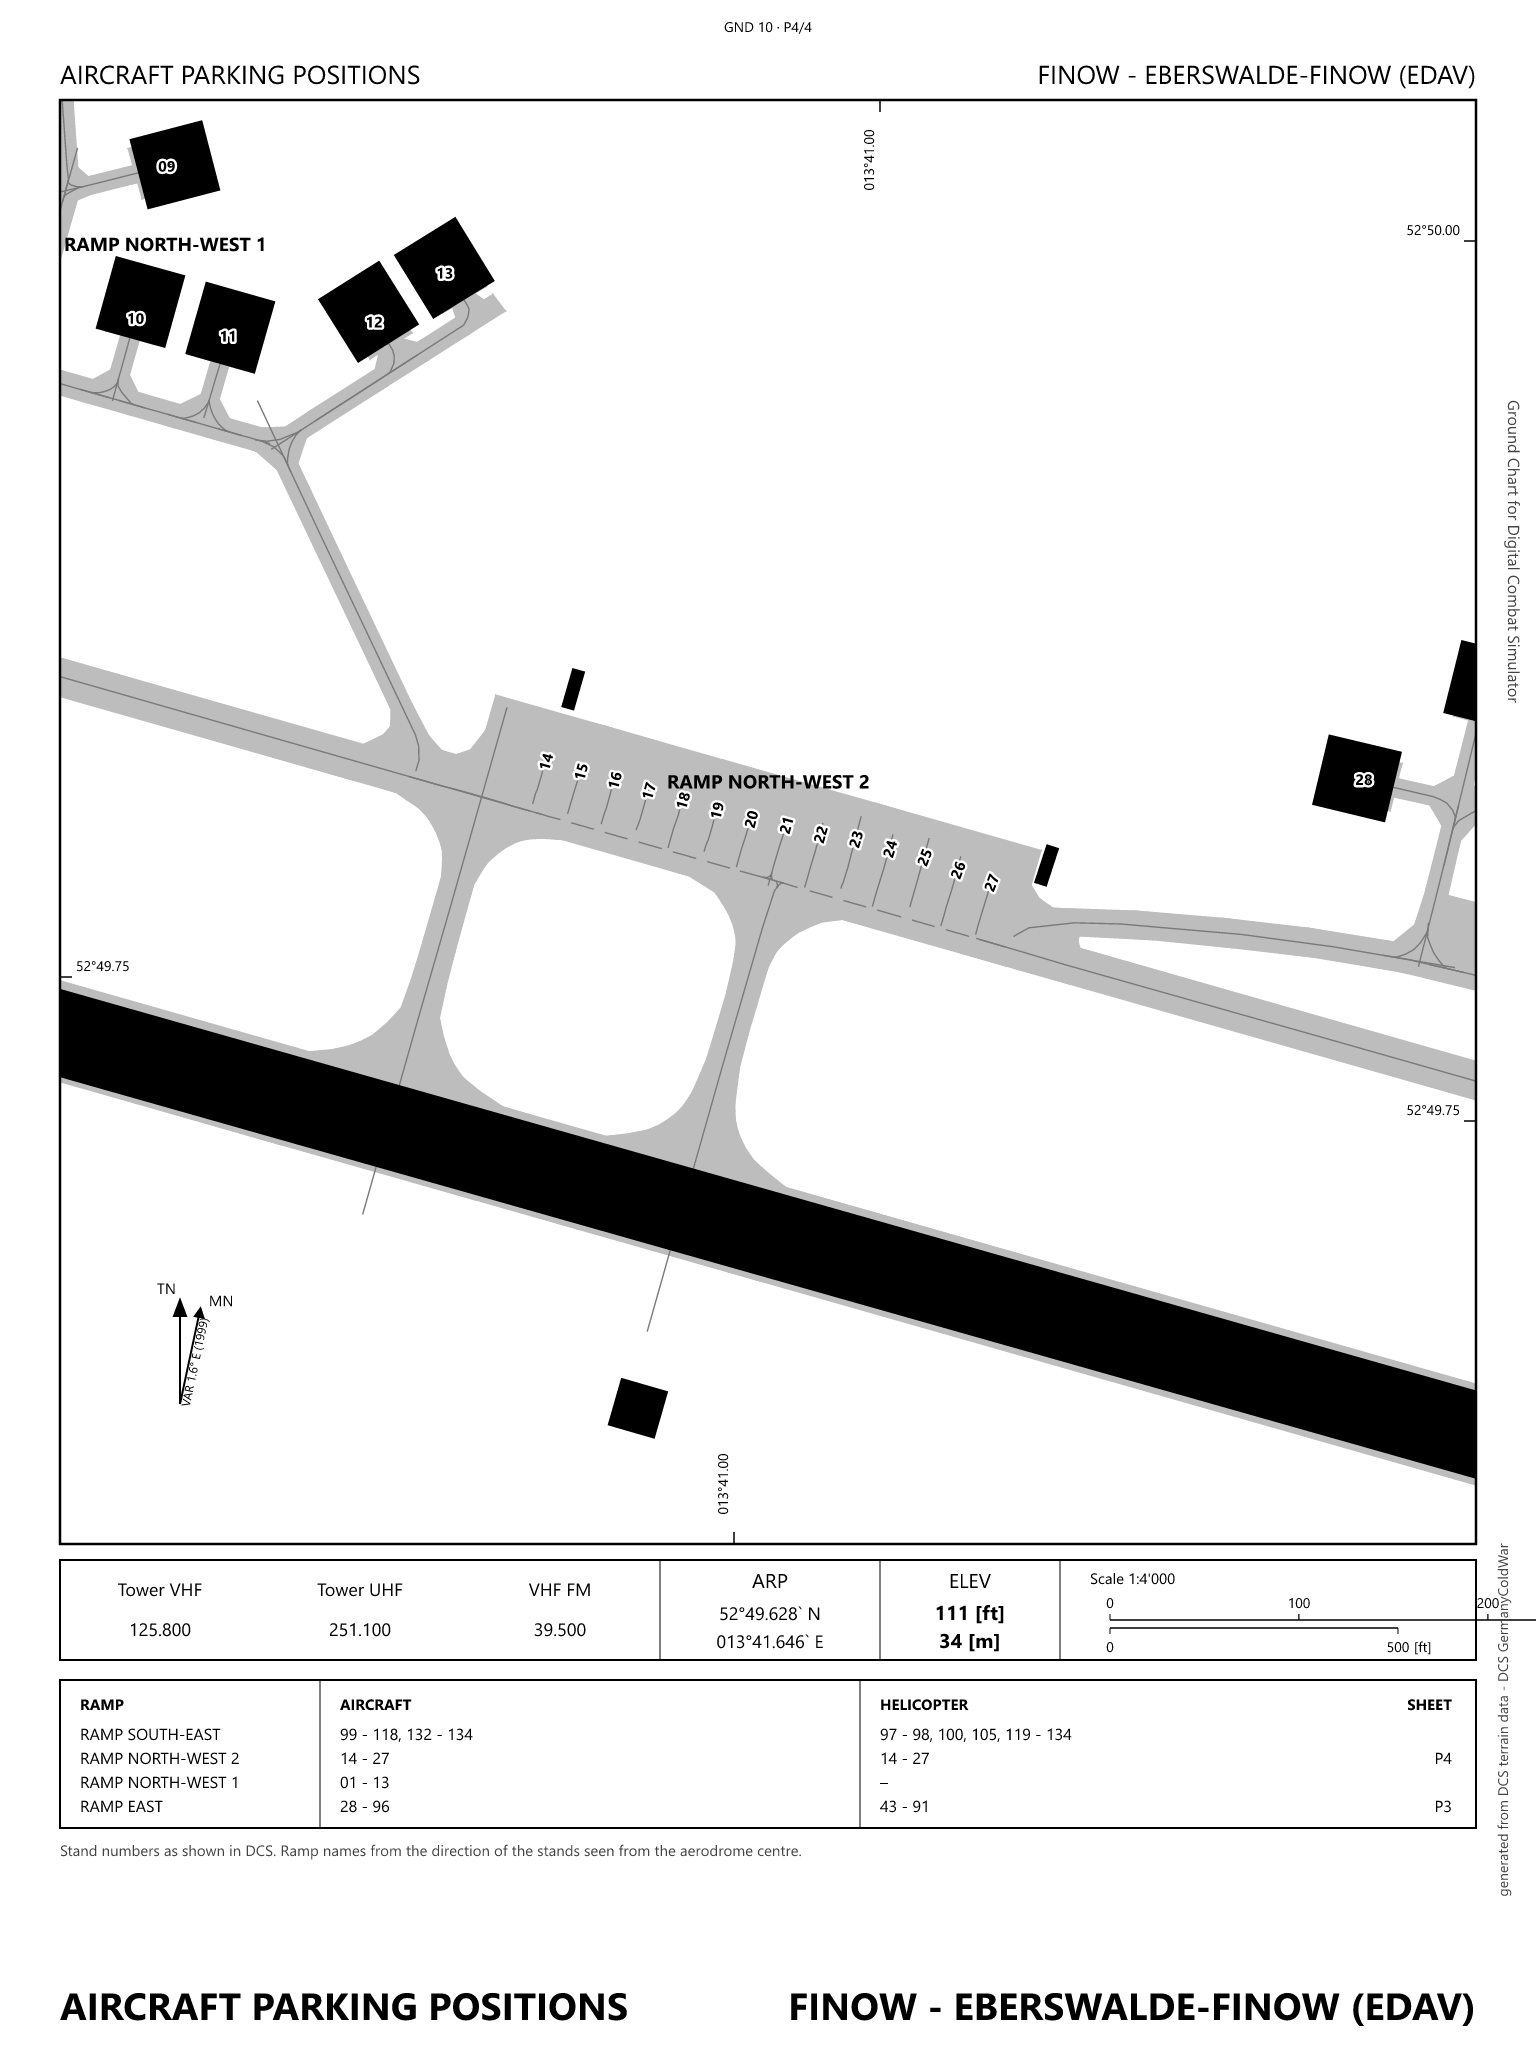 GND 10 · P4/4
AIRCRAFT PARKING POSITIONS
FINOW - EBERSWALDE-FINOW (EDAV)
013°41.00
09
52°50.00
RAMP NORTH-WEST 1
13
10
12
11
Ground Chart for Digital Combat Simulator
14
15
16
17
RAMP NORTH-WEST 2
18
19
20
21
22
23
24
25
26
27
28
52°49.75
52°49.75
TN
MN
VAR 1.6° E (1999)
013°41.00
Tower VHF
125.800
Tower UHF
251.100
VHF FM
39.500
ARP
52°49.628` N
013°41.646` E
ELEV
111 [ft]
34 [m]
Scale 1:4'000
0 100 200
0 500 [ft]
generated from DCS terrain data - DCS GermanyColdWar
RAMP AIRCRAFT HELICOPTER SHEET
RAMP SOUTH-EAST 99 - 118, 132 - 134 97 - 98, 100, 105, 119 - 134
RAMP NORTH-WEST 2 14 - 27 14 - 27 P4
RAMP NORTH-WEST 1 01 - 13 –
RAMP EAST 28 - 96 43 - 91 P3
Stand numbers as shown in DCS. Ramp names from the direction of the stands seen from the aerodrome centre.
AIRCRAFT PARKING POSITIONS
FINOW - EBERSWALDE-FINOW (EDAV)